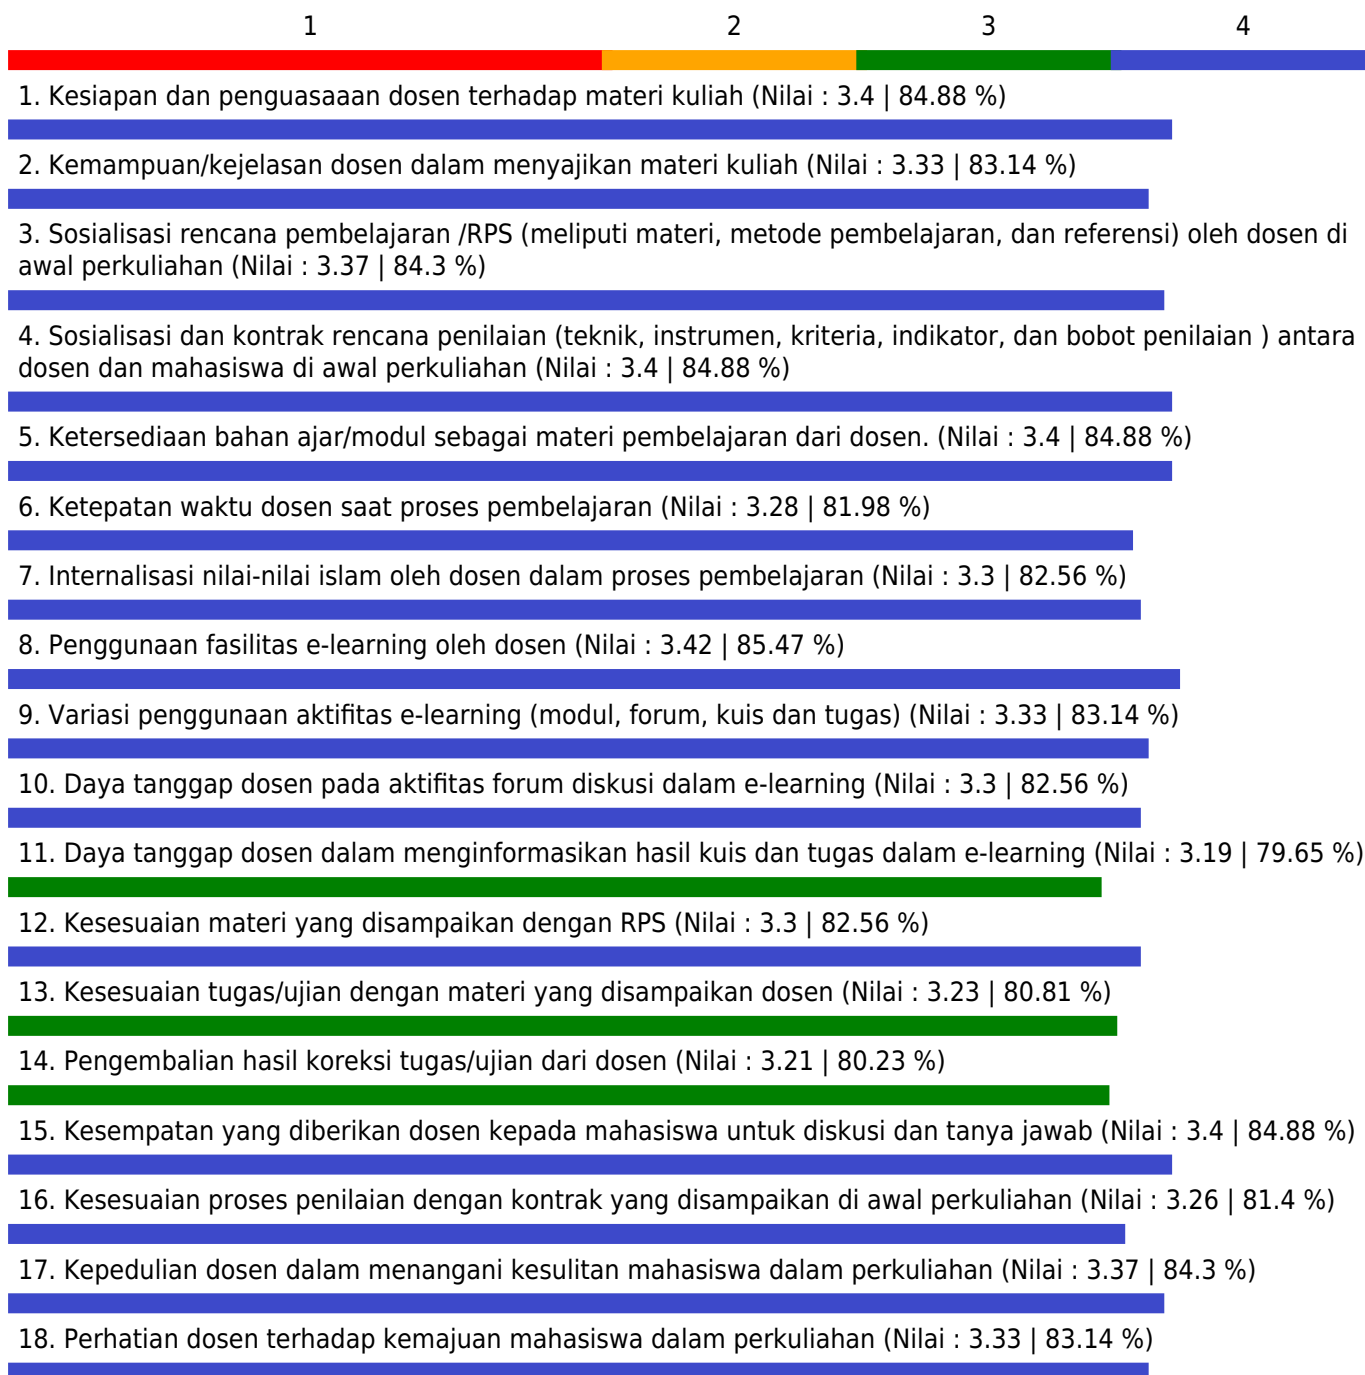 1 2 3 4
1. Kesiapan dan penguasaaan dosen terhadap materi kuliah (Nilai : 3.4 | 84.88 %)
2. Kemampuan/kejelasan dosen dalam menyajikan materi kuliah (Nilai : 3.33 | 83.14 %)
3. Sosialisasi rencana pembelajaran /RPS (meliputi materi, metode pembelajaran, dan referensi) oleh dosen di
awal perkuliahan (Nilai : 3.37 | 84.3 %)
4. Sosialisasi dan kontrak rencana penilaian (teknik, instrumen, kriteria, indikator, dan bobot penilaian ) antara
dosen dan mahasiswa di awal perkuliahan (Nilai : 3.4 | 84.88 %)
5. Ketersediaan bahan ajar/modul sebagai materi pembelajaran dari dosen. (Nilai : 3.4 | 84.88 %)
6. Ketepatan waktu dosen saat proses pembelajaran (Nilai : 3.28 | 81.98 %)
7. Internalisasi nilai-nilai islam oleh dosen dalam proses pembelajaran (Nilai : 3.3 | 82.56 %)
8. Penggunaan fasilitas e-learning oleh dosen (Nilai : 3.42 | 85.47 %)
9. Variasi penggunaan aktifitas e-learning (modul, forum, kuis dan tugas) (Nilai : 3.33 | 83.14 %)
10. Daya tanggap dosen pada aktifitas forum diskusi dalam e-learning (Nilai : 3.3 | 82.56 %)
11. Daya tanggap dosen dalam menginformasikan hasil kuis dan tugas dalam e-learning (Nilai : 3.19 | 79.65 %)
12. Kesesuaian materi yang disampaikan dengan RPS (Nilai : 3.3 | 82.56 %)
13. Kesesuaian tugas/ujian dengan materi yang disampaikan dosen (Nilai : 3.23 | 80.81 %)
14. Pengembalian hasil koreksi tugas/ujian dari dosen (Nilai : 3.21 | 80.23 %)
15. Kesempatan yang diberikan dosen kepada mahasiswa untuk diskusi dan tanya jawab (Nilai : 3.4 | 84.88 %)
16. Kesesuaian proses penilaian dengan kontrak yang disampaikan di awal perkuliahan (Nilai : 3.26 | 81.4 %)
17. Kepedulian dosen dalam menangani kesulitan mahasiswa dalam perkuliahan (Nilai : 3.37 | 84.3 %)
18. Perhatian dosen terhadap kemajuan mahasiswa dalam perkuliahan (Nilai : 3.33 | 83.14 %)